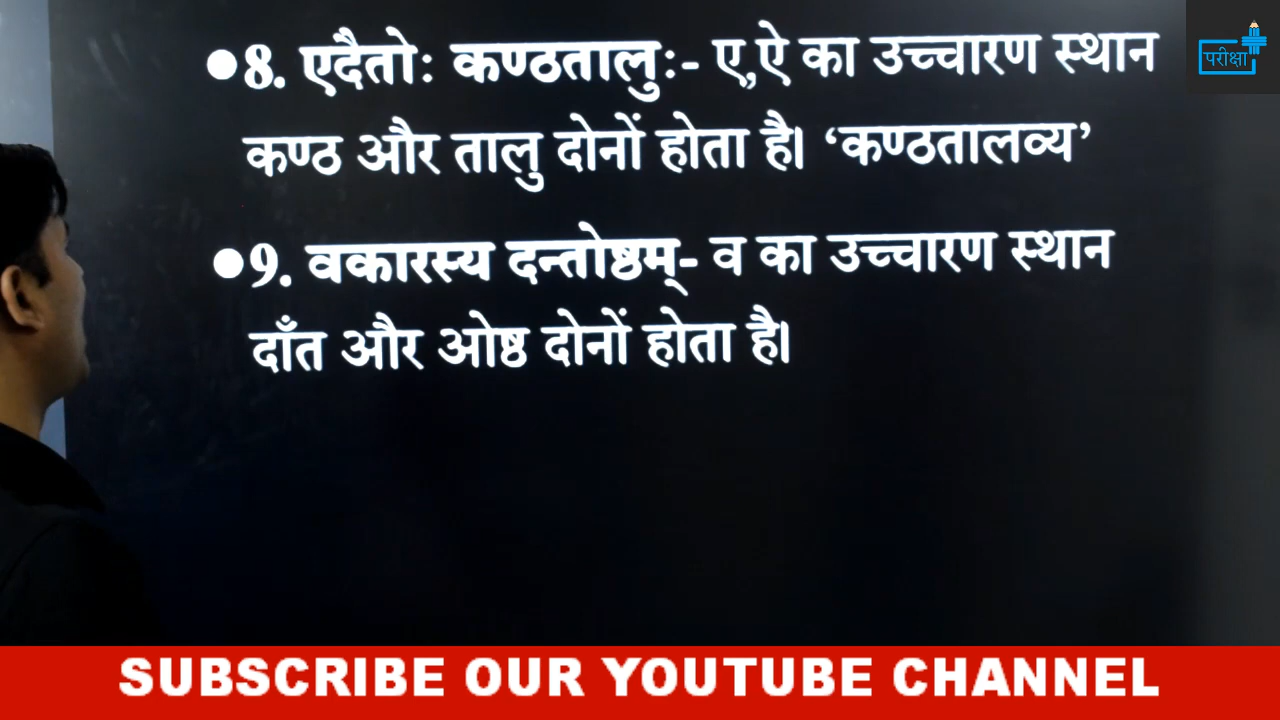 ●8. एदैतोः कण्ठतालुः- ए,ऐ का उच्चारण स्थान
कण्ठ और तालु दोनों होता है। ‘कण्ठतालव्य’
●9. वकारस्य दन्तोष्ठम्- व का उच्चारण स्थान
दाँत और ओष्ठ दोनों होता है।
परीक्षा
SUBSCRIBE OUR YOUTUBE CHANNEL